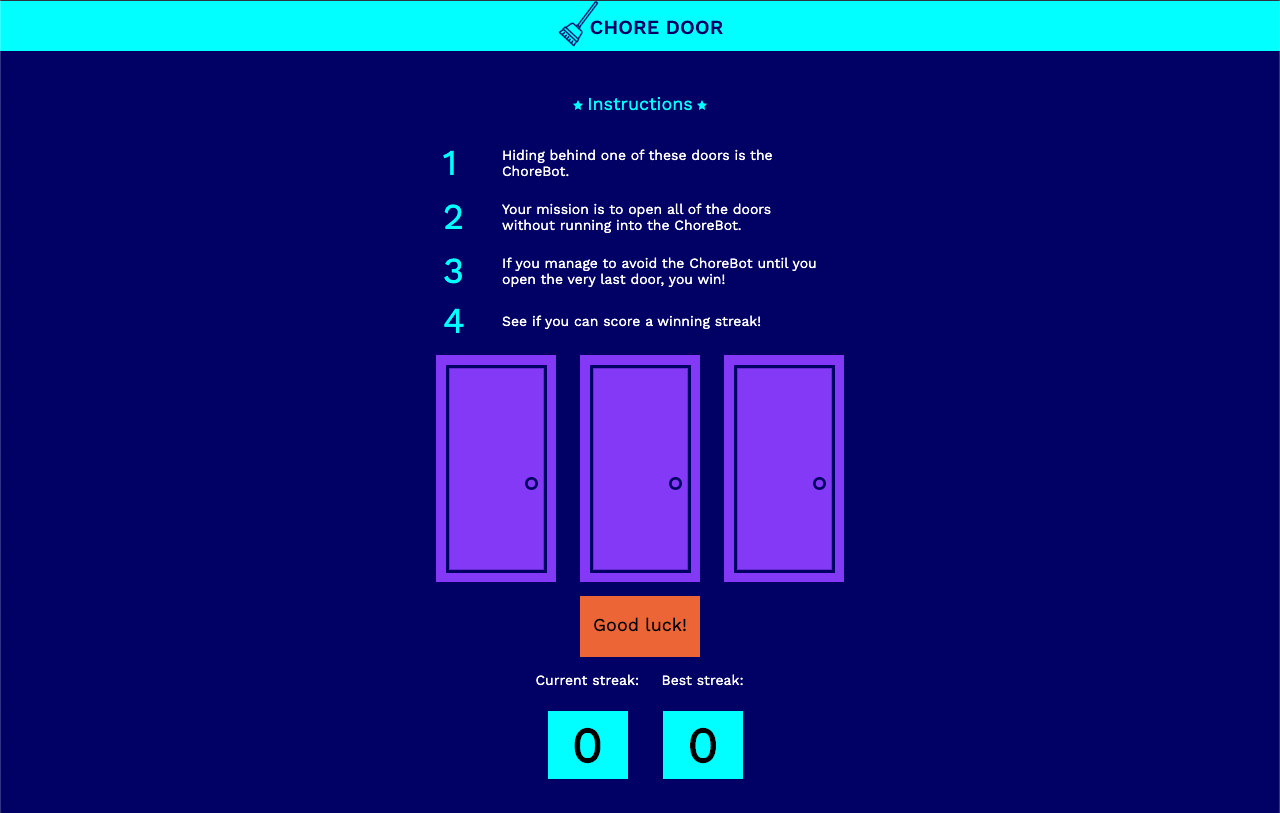 CHORE DOOR
Instructions
1
Hiding behind one of these doors is the
ChoreBot.
2
Your mission is to open all of the doors
without running into the ChoreBot.
3
If you manage to avoid the ChoreBot until you
open the very last door, you win!
4
See if you can score a winning streak!
Good luck!
Current streak: Best streak:
0 0